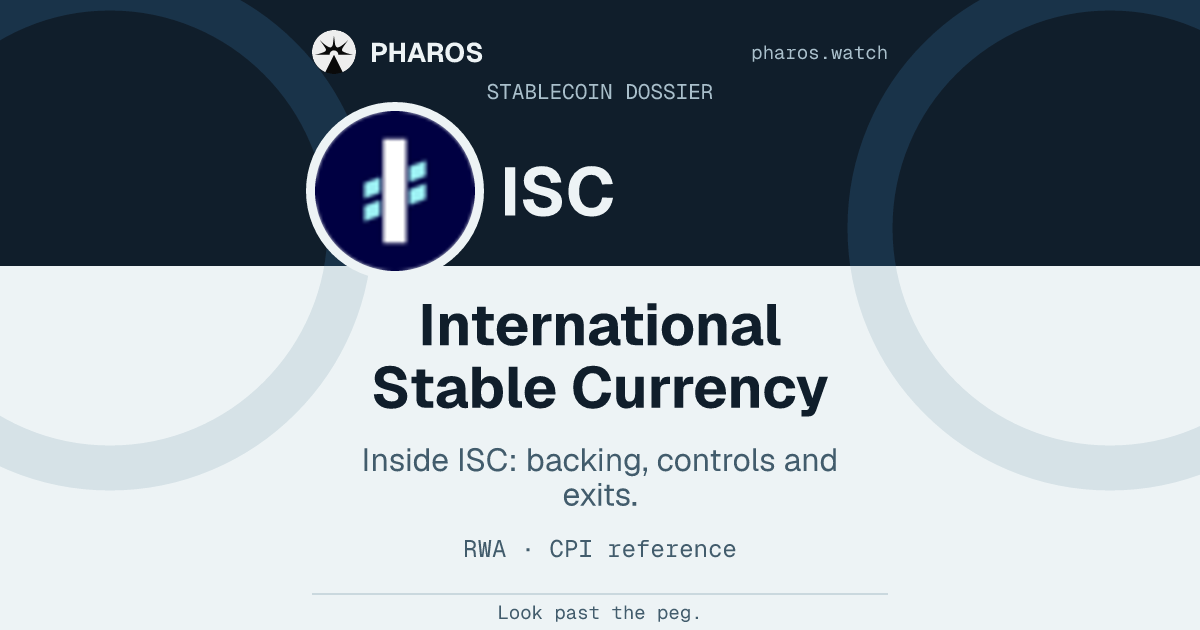 PHAROS
pharos.watch
STABLECOIN DOSSIER
ISC
International
Stable Currency
Inside ISC: backing, controls and
exits.
RWA · CPI reference
Look past the peg.